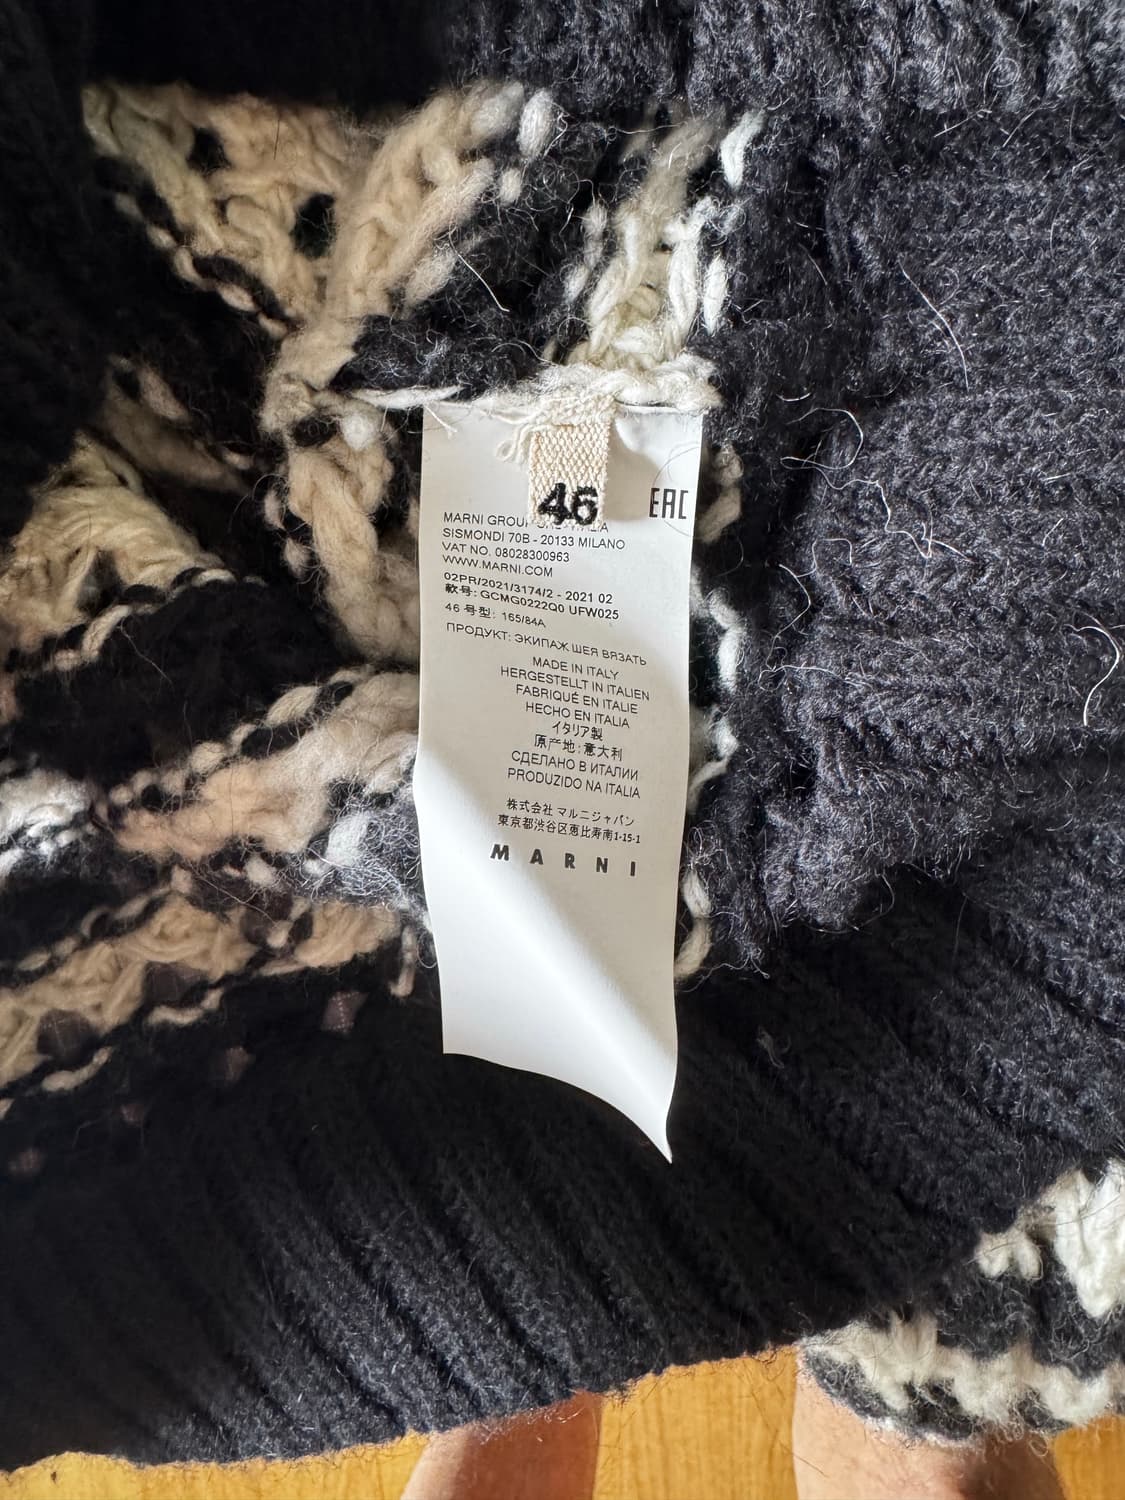 46
EAC
MARNI GROUP
SISMONDI 70B - 20133 MILANO
VAT NO. 08028300963
WWW.MARNI.COM
02PR/2021/3174/2 - 2021 02
款号: GCMG0222Q0 UFW025
46 号型: 165/84A
ПРОДУКТ: ЭКИПАЖ ШЕЯ ВЯЗАТЬ
MADE IN ITALY
HERGESTELLT IN ITALIEN
FABRIQUÉ EN ITALIE
HECHO EN ITALIA
イタリア製
原产地: 意大利
СДЕЛАНО В ИТАЛИИ
PRODUZIDO NA ITALIA
株式会社 マルニジャパン
東京都渋谷区恵比寿南1-15-1
MARNI